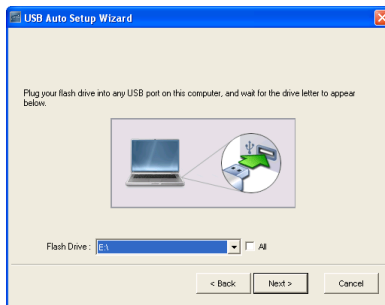 USB Auto Setup Wizard
Plug your flash drive into any USB port on this computer, and wait for the drive letter to appear
below.
Flash Drive : E:\ All
< Back Next > Cancel